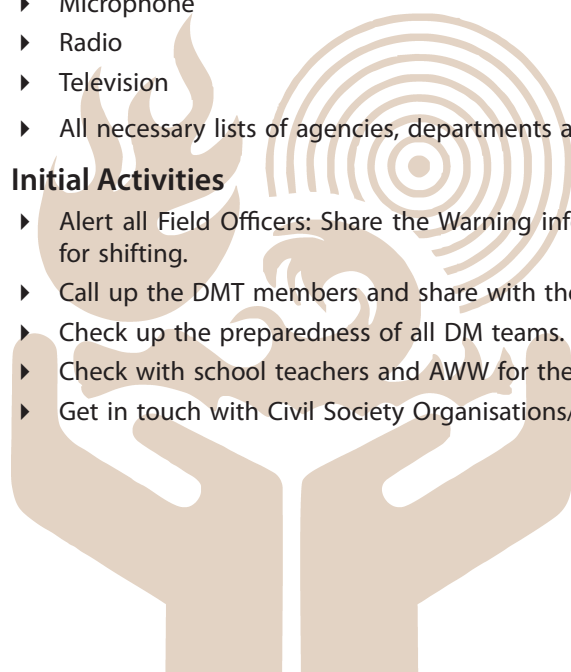 Microphone
▸ Radio
▸ Television
▸ All necessary lists of agencies, departments a
Initial Activities
▸ Alert all Field Officers: Share the Warning inf
for shifting.
▸ Call up the DMT members and share with the
▸ Check up the preparedness of all DM teams.
▸ Check with school teachers and AWW for the
▸ Get in touch with Civil Society Organisations/